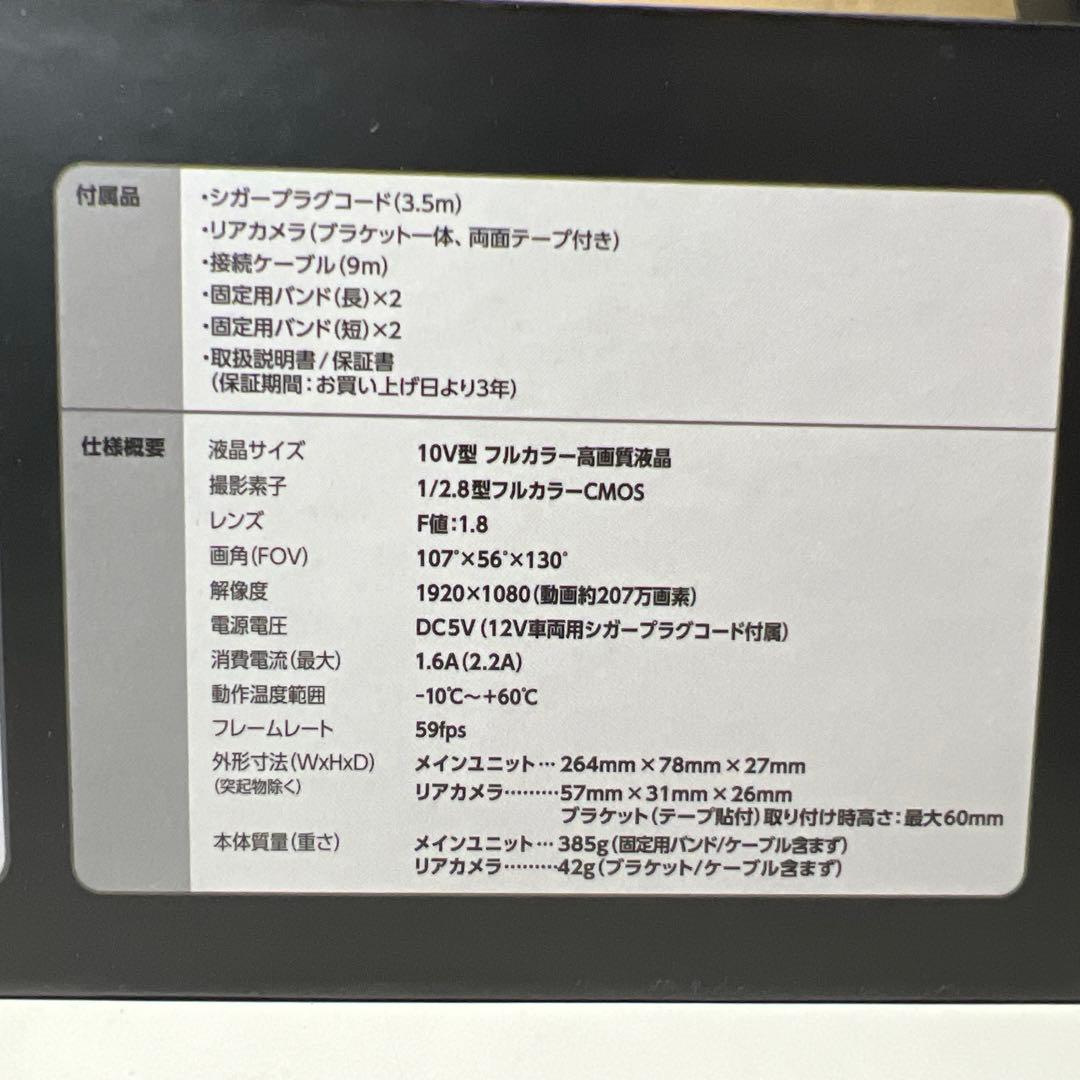 付属品
・シガープラグコード(3.5m)
・リアカメラ(ブラケット一体、両面テープ付き)
・接続ケーブル(9m)
・固定用バンド(長)×2
・固定用バンド(短)×2
・取扱説明書/保証書
(保証期間：お買い上げ日より3年)
仕様概要
液晶サイズ 10V型 フルカラー高画質液晶
撮影素子 1/2.8型フルカラーCMOS
レンズ F値:1.8
画角(FOV) 107°×56°×130°
解像度 1920×1080(動画約207万画素)
電源電圧 DC5V(12V車両用シガープラグコード付属)
消費電流(最大) 1.6A(2.2A)
動作温度範囲 -10℃〜+60℃
フレームレート 59fps
外形寸法(WxHxD) メインユニット… 264mm×78mm×27mm
(突起物除く) リアカメラ………57mm×31mm×26mm
ブラケット(テープ貼付)取り付け時高さ：最大60mm
本体質量(重さ) メインユニット… 385g(固定用バンド/ケーブル含まず)
リアカメラ………42g(ブラケット/ケーブル含まず)